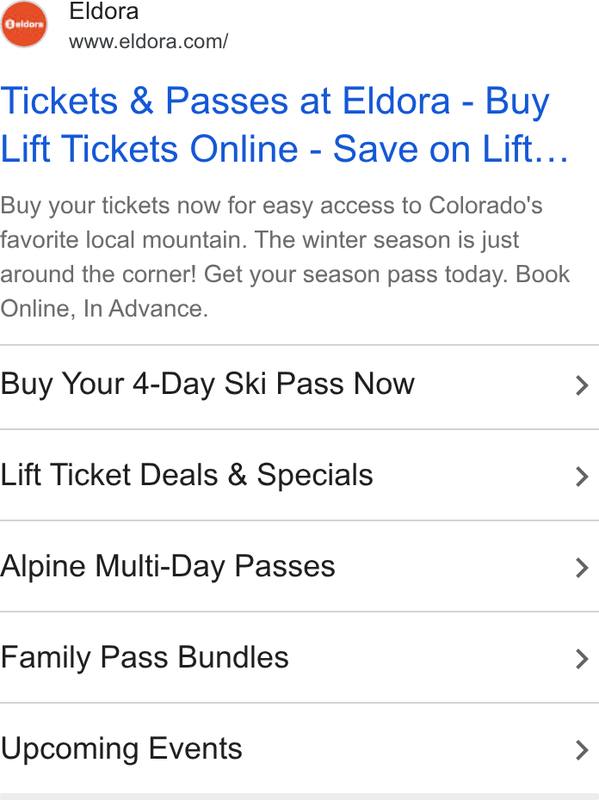 Eldora
eldora
www.eldora.com/
Tickets & Passes at Eldora - Buy
Lift Tickets Online - Save on Lift...
Buy your tickets now for easy access to Colorado's
favorite local mountain. The winter season is just
around the corner! Get your season pass today. Book
Online, In Advance.
Buy Your 4-Day Ski Pass Now
Lift Ticket Deals & Specials
Alpine Multi-Day Passes
Family Pass Bundles
Upcoming Events